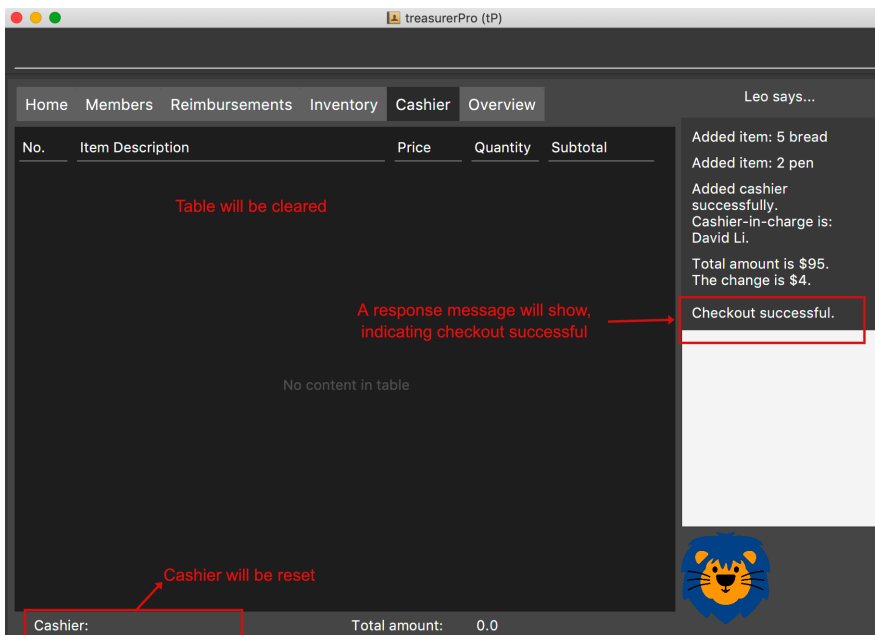 treasurerPro (tP)
Home Members Reimbursements Inventory Cashier Overview
Leo says...
No. Item Description Price Quantity Subtotal
Added item: 5 bread
Added item: 2 pen
Added cashier
successfully.
Cashier-in-charge is:
David Li.
Total amount is $95.
The change is $4.
Checkout successful.
Table will be cleared
A response message will show,
indicating checkout successful
No content in table
Cashier will be reset
Cashier: Total amount: 0.0